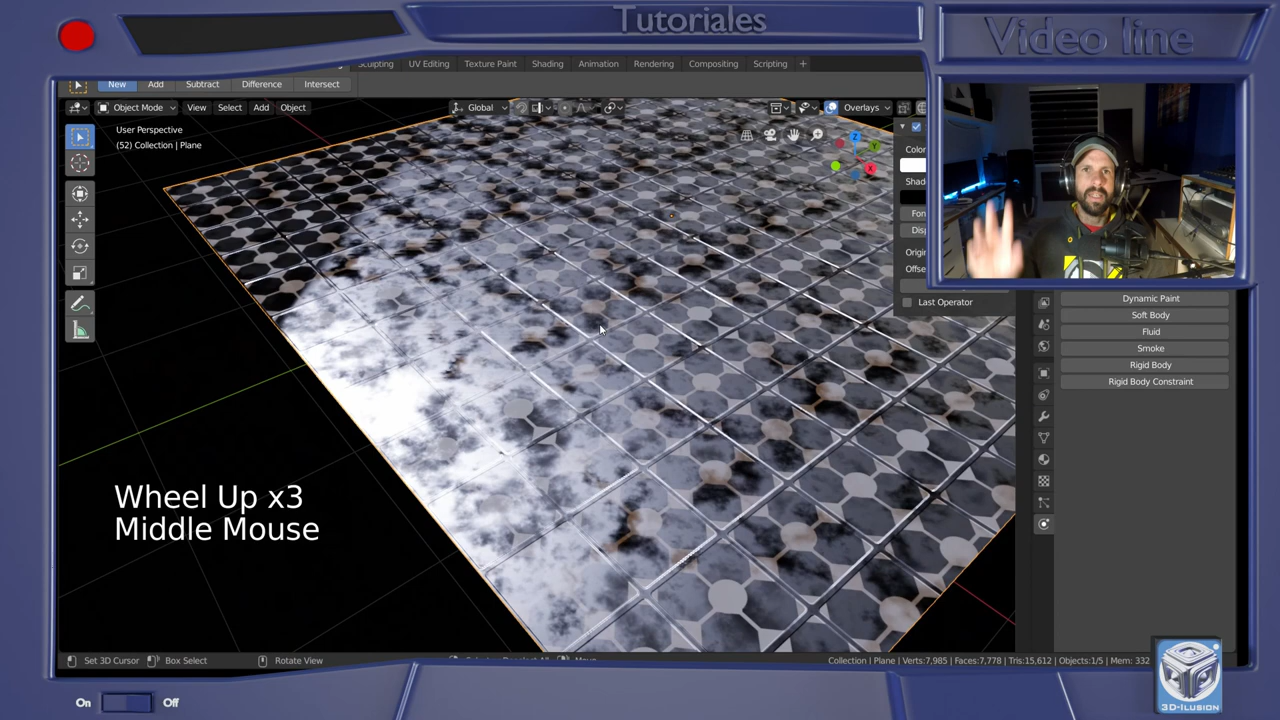 Tutoriales
Video line
Sculpting UV Editing Texture Paint Shading Animation Rendering Compositing Scripting +
New Add Subtract Difference Intersect
Object Mode View Select Add Object Global Overlays
User Perspective
(52) Collection | Plane
Z
Y
X
Color
Offse
Last Operator
Dynamic Paint
Soft Body
Fluid
Smoke
Rigid Body
Rigid Body Constraint
Wheel Up x3
Middle Mouse
Set 3D Cursor Box Select Rotate View
Collection | Plane | Verts:7,985 | Faces:7,778 | Tris:15,612 | Objects:1/5 | Mem: 332
On Off
3D-ILUSION